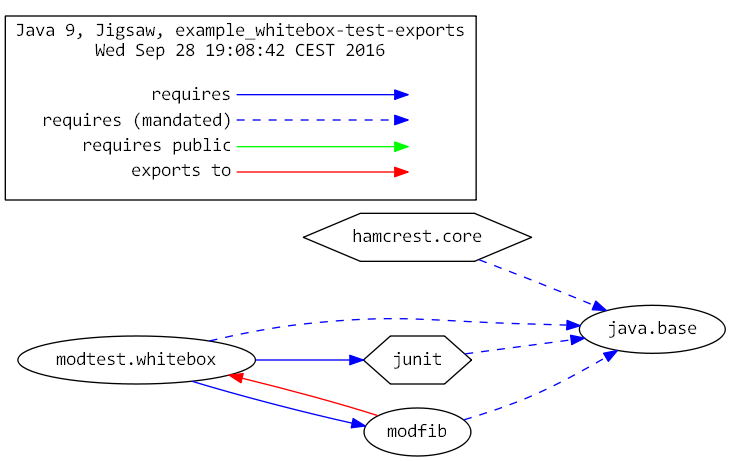 Java 9, Jigsaw, example_whitebox-test-exports
Wed Sep 28 19:08:42 CEST 2016
requires
requires (mandated)
requires public
exports to
hamcrest.core
java.base
modtest.whitebox
junit
modfib